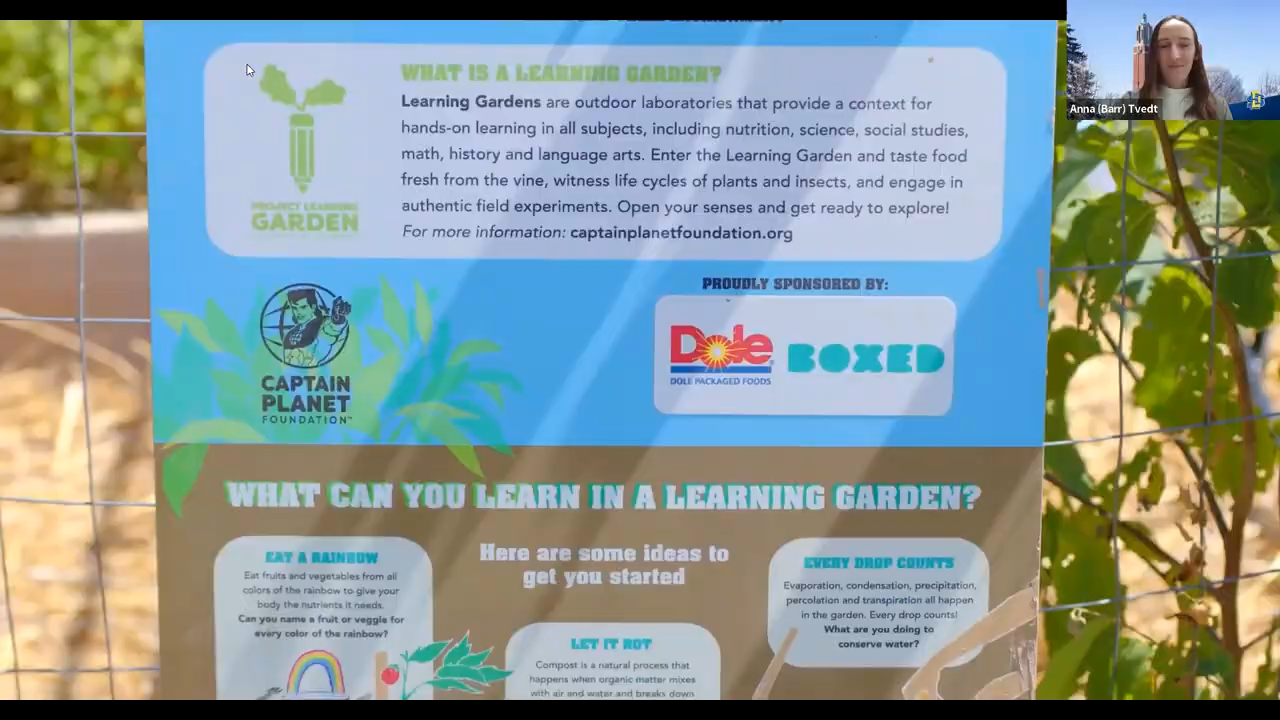 Anna (Barr) Tvedt
WHAT IS A LEARNING GARDEN?
Learning Gardens are outdoor laboratories that provide a context for
hands-on learning in all subjects, including nutrition, science, social studies,
math, history and language arts. Enter the Learning Garden and taste food
fresh from the vine, witness life cycles of plants and insects, and engage in
authentic field experiments. Open your senses and get ready to explore!
For more information: captainplanetfoundation.org
PROJECT LEARNING
GARDEN
CAPTAIN
PLANET
FOUNDATION™
PROUDLY SPONSORED BY:
Dole
DOLE PACKAGED FOODS
BOXED
WHAT CAN YOU LEARN IN A LEARNING GARDEN?
EAT A RAINBOW
Eat fruits and vegetables from all
colors of the rainbow to give your
body the nutrients it needs.
Can you name a fruit or veggie for
every color of the rainbow?
Here are some ideas to
get you started
LET IT ROT
Compost is a natural process that
happens when organic matter mixes
with air and water and breaks down
EVERY DROP COUNTS
Evaporation, condensation, precipitation,
percolation and transpiration all happen
in the garden. Every drop counts!
What are you doing to
conserve water?